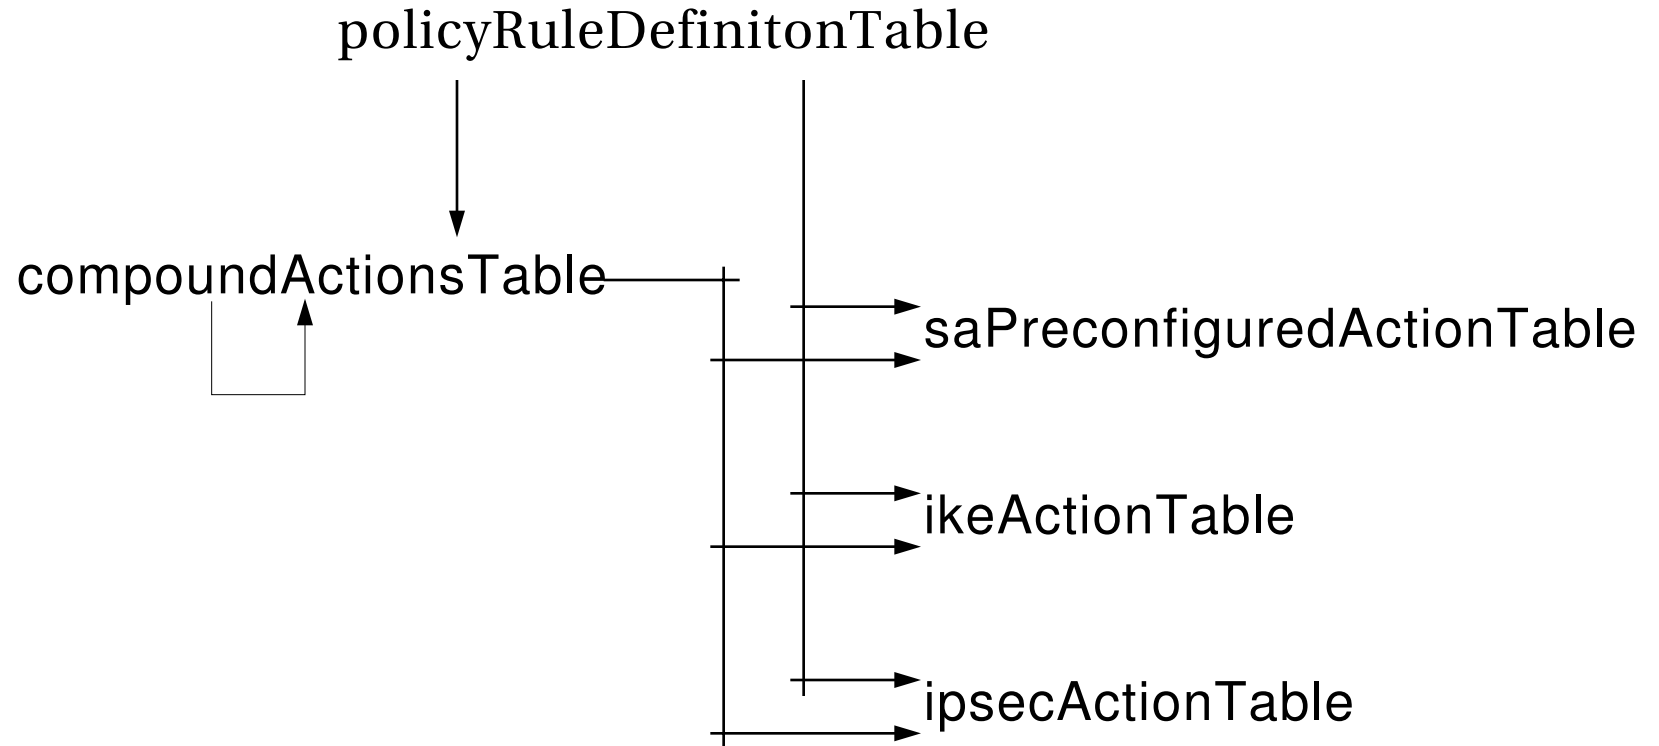 policyRuleDefinitonTable
compoundActionsTable
saPreconfiguredActionTable
ikeActionTable
ipsecActionTable